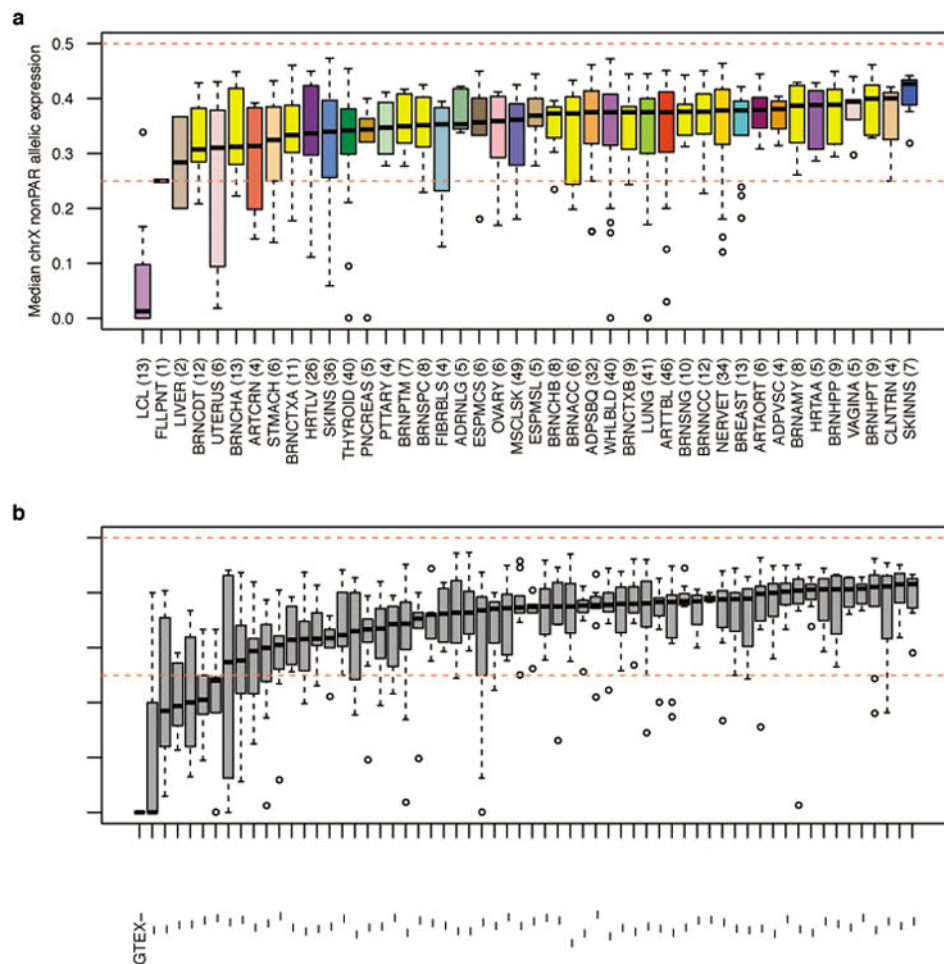 a
Median chrX nonPAR allelic expression
0.5
0.4
0.3
0.2
0.1
0.0
LCL (13)
FLLPNT (1)
LIVER (2)
BRNCDT (12)
UTERUS (6)
BRNCHA (13)
ARTCRN (4)
STMACH (6)
BRNCTXA (11)
HRTLV (26)
SKINS (36)
THYROID (40)
PNCREAS (5)
PTTARY (4)
BRNPTM (7)
BRNSPC (8)
FIBRBLS (4)
ADRNLG (5)
ESPMCS (6)
OVARY (6)
MSCLSK (49)
ESPMSL (5)
BRNCHB (8)
BRNACC (6)
ADPSBQ (32)
WHLBLD (40)
BRNCTXB (9)
LUNG (41)
ARTTBL (46)
BRNSNG (10)
BRNNCC (12)
NERVET (34)
BREAST (13)
ARTAORT (6)
ADPVSC (4)
BRNAMY (8)
HRTAA (5)
BRNHPP (9)
VAGINA (5)
BRNHPT (9)
CLNTRN (4)
SKINNS (7)
b
GTEX-